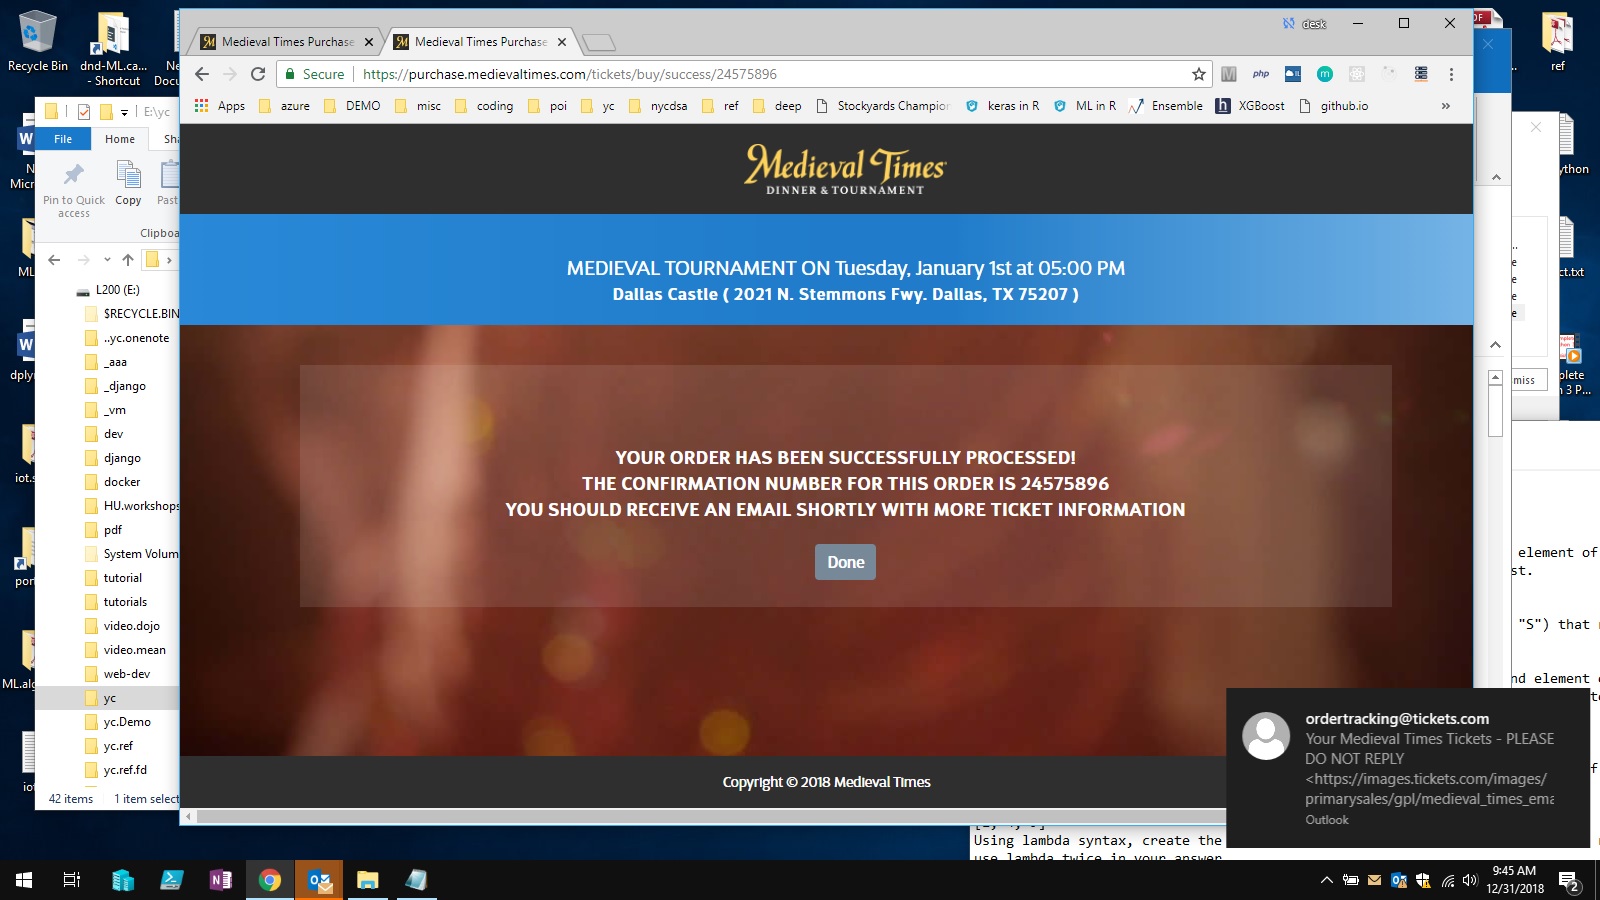 Recycle Bin
dnd-ML.ca...
- Shortcut
desk
Medieval Times Purchase
Medieval Times Purchase
Secure
https://purchase.medievaltimes.com/tickets/buy/success/24575896
php
Apps
azure
DEMO
misc
coding
poi
yc
nycdsa
ref
deep
Stockyards Champion
keras in R
ML in R
Ensemble
XGBoost
github.io
ref
E:\yc
File
Home
Sha
Pin to Quick
access
Copy
Past
Clipboa
L200 (E:)
$RECYCLE.BIN
..yc.onenote
_aaa
_django
_vm
dev
django
docker
HU.workshops
pdf
System Volum
tutorial
tutorials
video.dojo
video.mean
web-dev
yc
yc.Demo
yc.ref
yc.ref.fd
42 items
1 item select
Medieval Times
DINNER & TOURNAMENT
MEDIEVAL TOURNAMENT ON Tuesday, January 1st at 05:00 PM
Dallas Castle ( 2021 N. Stemmons Fwy. Dallas, TX 75207 )
YOUR ORDER HAS BEEN SUCCESSFULLY PROCESSED!
THE CONFIRMATION NUMBER FOR THIS ORDER IS 24575896
YOU SHOULD RECEIVE AN EMAIL SHORTLY WITH MORE TICKET INFORMATION
Done
Copyright © 2018 Medieval Times
element of
st.
"S") that
nd element
ordertracking@tickets.com
Your Medieval Times Tickets - PLEASE
DO NOT REPLY
<https://images.tickets.com/images/
primarysales/gpl/medieval_times_ema
Outlook
Using lambda syntax, create the
use lambda twice in your answer
9:45 AM
12/31/2018
2